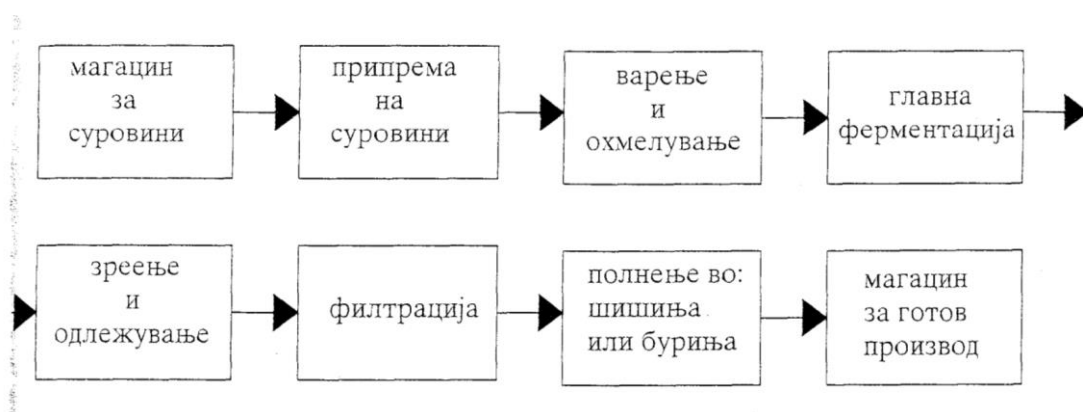 магацин
за
суровини
припрема
на
суровини
варење
и
охмелување
главна
ферментација
зреење
и
одлежување
филтрација
полнење во:
шишиња
или буриња
магацин
за готов
производ